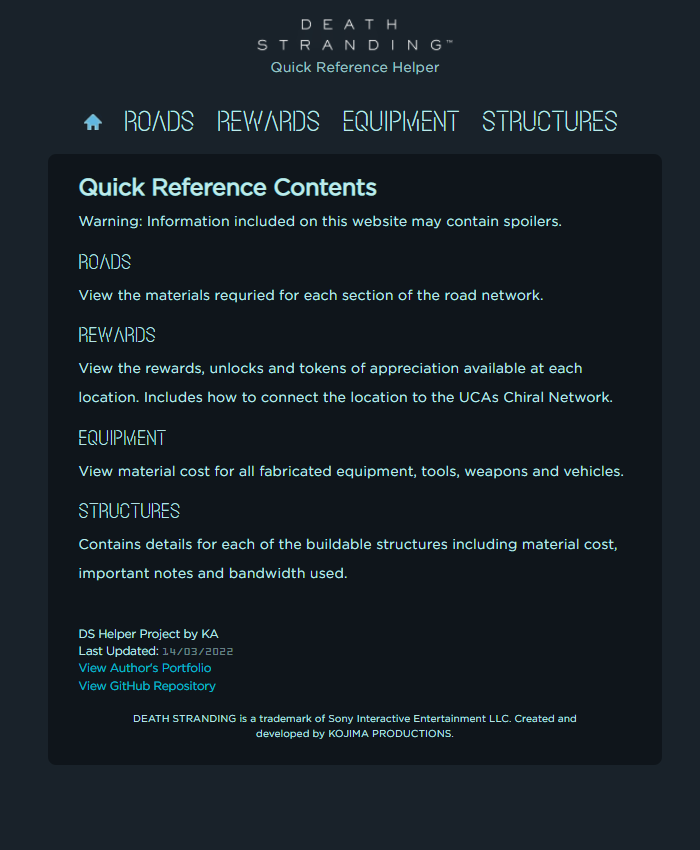 DEATH
STRANDING™
Quick Reference Helper
ROADS REWARDS EQUIPMENT STRUCTURES
Quick Reference Contents
Warning: Information included on this website may contain spoilers.
ROADS
View the materials requried for each section of the road network.
REWARDS
View the rewards, unlocks and tokens of appreciation available at each
location. Includes how to connect the location to the UCAs Chiral Network.
EQUIPMENT
View material cost for all fabricated equipment, tools, weapons and vehicles.
STRUCTURES
Contains details for each of the buildable structures including material cost,
important notes and bandwidth used.
DS Helper Project by KA
Last Updated: 14/03/2022
View Author's Portfolio
View GitHub Repository
DEATH STRANDING is a trademark of Sony Interactive Entertainment LLC. Created and
developed by KOJIMA PRODUCTIONS.